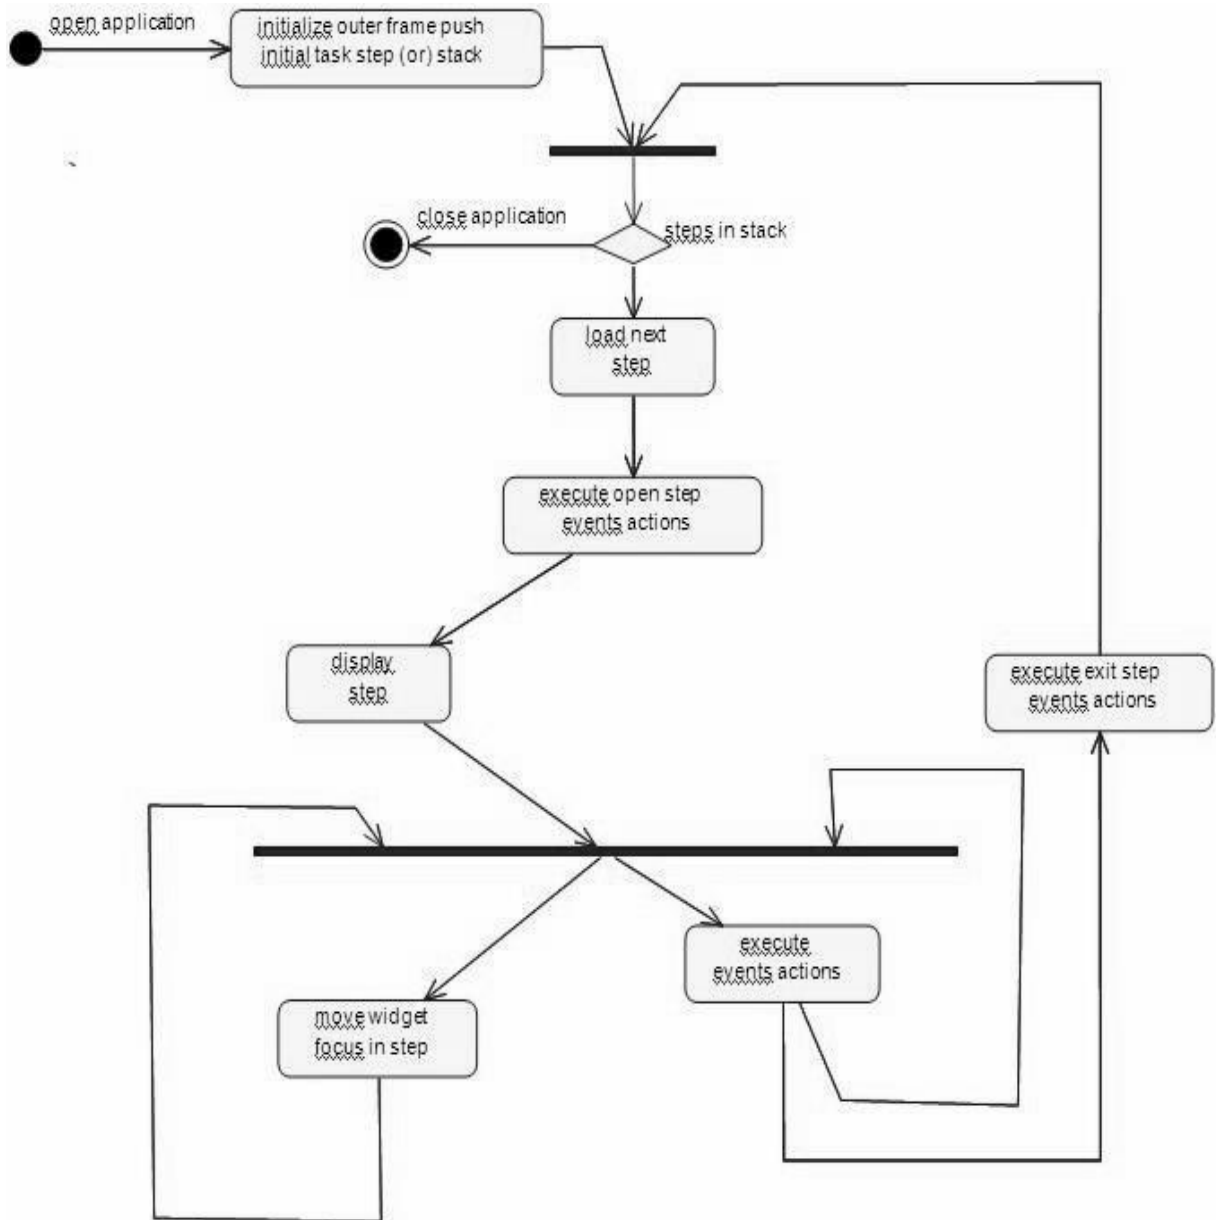 open application
initialize outer frame push
initial task step (or) stack
close application
steps in stack
load next
step
execute open step
events actions
display
step
execute exit step
events actions
execute
events actions
move widget
focus in step